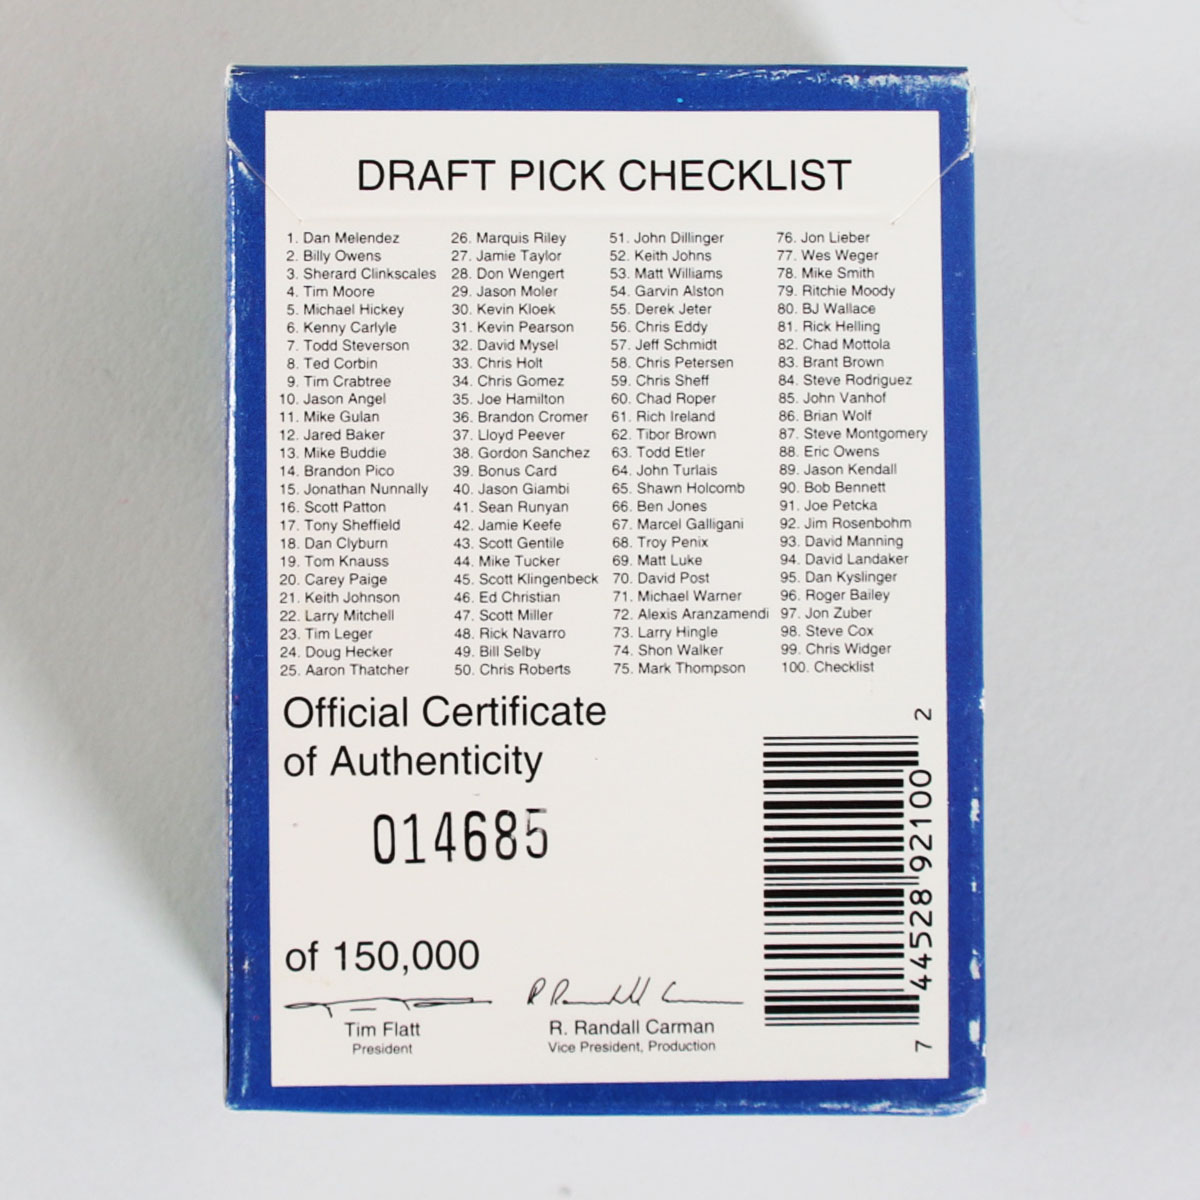 DRAFT PICK CHECKLIST
1. Dan Melendez
2. Billy Owens
3. Sherard Clinkscales
4. Tim Moore
5. Michael Hickey
6. Kenny Carlyle
7. Todd Steverson
8. Ted Corbin
9. Tim Crabtree
10. Jason Angel
11. Mike Gulan
12. Jared Baker
13. Mike Buddie
14. Brandon Pico
15. Jonathan Nunnally
16. Scott Patton
17. Tony Sheffield
18. Dan Clyburn
19. Tom Knauss
20. Carey Paige
21. Keith Johnson
22. Larry Mitchell
23. Tim Leger
24. Doug Hecker
25. Aaron Thatcher
26. Marquis Riley
27. Jamie Taylor
28. Don Wengert
29. Jason Moler
30. Kevin Kloek
31. Kevin Pearson
32. David Mysel
33. Chris Holt
34. Chris Gomez
35. Joe Hamilton
36. Brandon Cromer
37. Lloyd Peever
38. Gordon Sanchez
39. Bonus Card
40. Jason Giambi
41. Sean Runyan
42. Jamie Keefe
43. Scott Gentile
44. Mike Tucker
45. Scott Klingenbeck
46. Ed Christian
47. Scott Miller
48. Rick Navarro
49. Bill Selby
50. Chris Roberts
51. John Dillinger
52. Keith Johns
53. Matt Williams
54. Garvin Alston
55. Derek Jeter
56. Chris Eddy
57. Jeff Schmidt
58. Chris Petersen
59. Chris Sheff
60. Chad Roper
61. Rich Ireland
62. Tibor Brown
63. Todd Etler
64. John Turlais
65. Shawn Holcomb
66. Ben Jones
67. Marcel Galligani
68. Troy Penix
69. Matt Luke
70. David Post
71. Michael Warner
72. Alexis Aranzamendi
73. Larry Hingle
74. Shon Walker
75. Mark Thompson
76. Jon Lieber
77. Wes Weger
78. Mike Smith
79. Ritchie Moody
80. BJ Wallace
81. Rick Helling
82. Chad Mottola
83. Brant Brown
84. Steve Rodriguez
85. John Vanhof
86. Brian Wolf
87. Steve Montgomery
88. Eric Owens
89. Jason Kendall
90. Bob Bennett
91. Joe Petcka
92. Jim Rosenbohm
93. David Manning
94. David Landaker
95. Dan Kyslinger
96. Roger Bailey
97. Jon Zuber
98. Steve Cox
99. Chris Widger
100. Checklist
Official Certificate
of Authenticity
014685
of 150,000
Tim Flatt
President
R. Randall Carman
R. Randall Carman
Vice President, Production
7 44528 92100 2